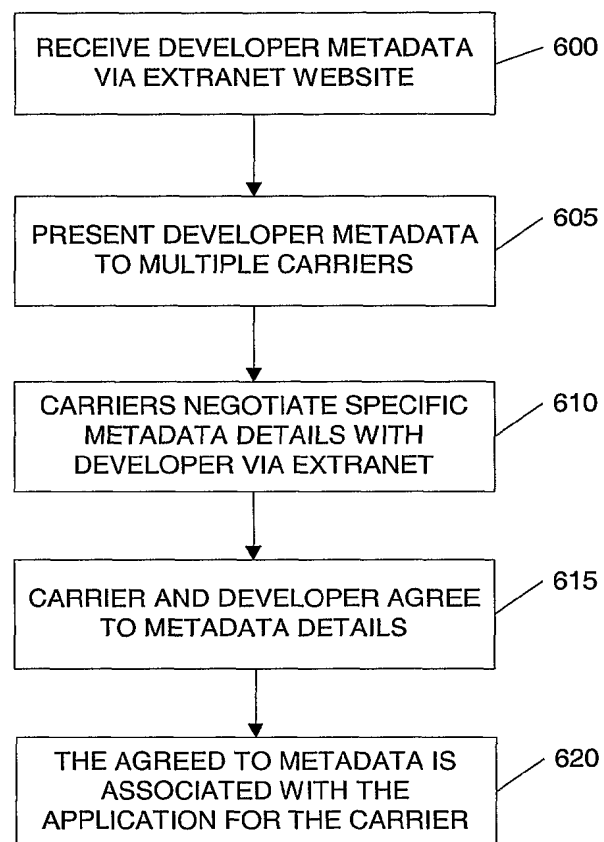 RECEIVE DEVELOPER METADATA
VIA EXTRANET WEBSITE
600
PRESENT DEVELOPER METADATA
TO MULTIPLE CARRIERS
605
CARRIERS NEGOTIATE SPECIFIC
METADATA DETAILS WITH
DEVELOPER VIA EXTRANET
610
CARRIER AND DEVELOPER AGREE
TO METADATA DETAILS
615
THE AGREED TO METADATA IS
ASSOCIATED WITH THE
APPLICATION FOR THE CARRIER
620